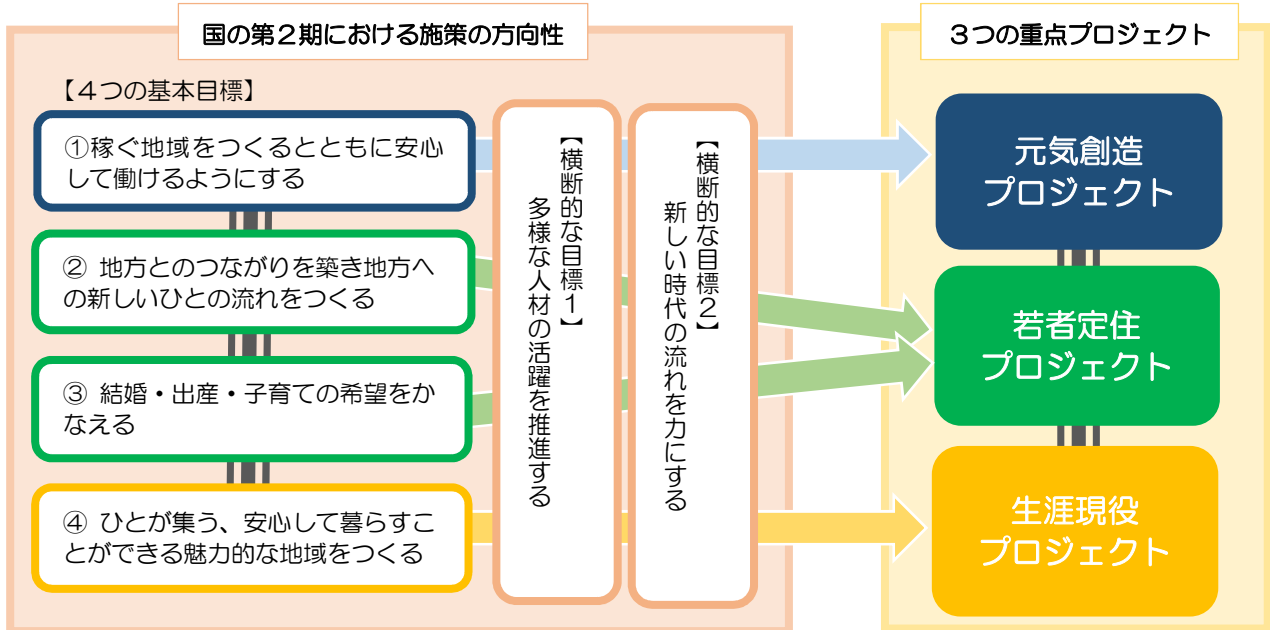 国の第２期における施策の方向性
【４つの基本目標】
①稼ぐ地域をつくるとともに安心
して働けるようにする
② 地方とのつながりを築き地方へ
の新しいひとの流れをつくる
③ 結婚・出産・子育ての希望をか
なえる
④ ひとが集う、安心して暮らすこ
とができる魅力的な地域をつくる
【横断的な目標１】
多様な人材の活躍を推進する
【横断的な目標２】
新しい時代の流れを力にする
３つの重点プロジェクト
元気創造
プロジェクト
若者定住
プロジェクト
生涯現役
プロジェクト